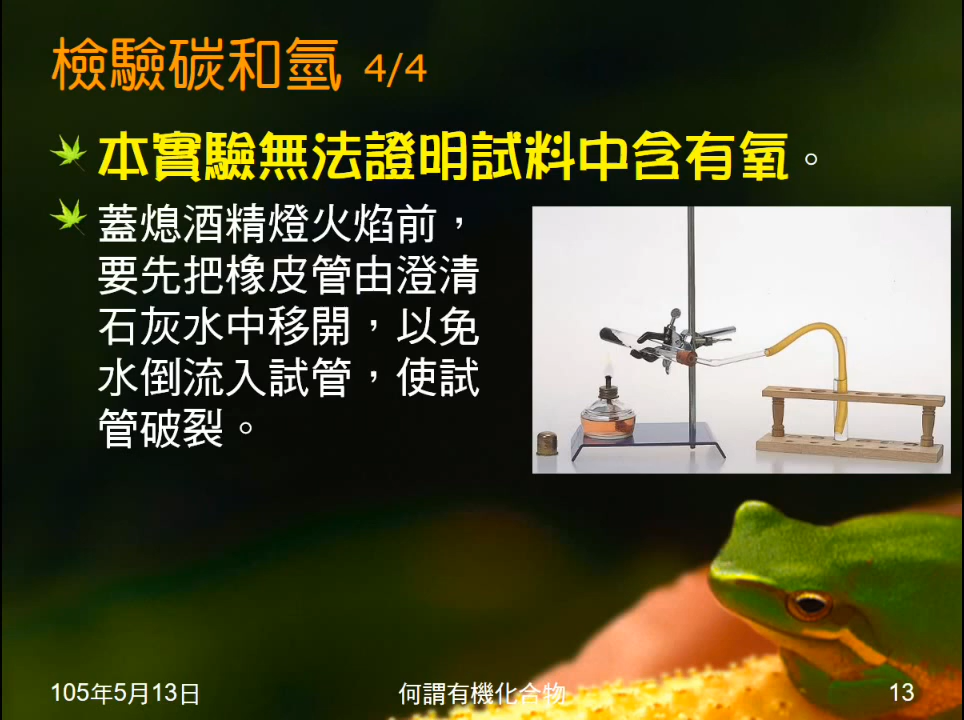 檢驗碳和氫 4/4
本實驗無法證明試料中含有氧。
蓋熄酒精燈火焰前，
要先把橡皮管由澄清
石灰水中移開，以免
水倒流入試管，使試
管破裂。
105年5月13日
何謂有機化合物
13